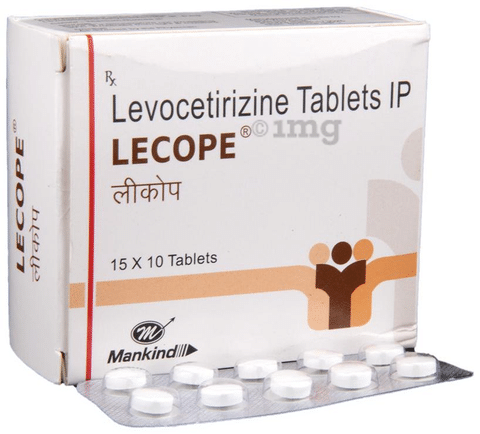 Rx
Levocetirizine Tablets IP
LECOPE®
© 1mg
लीकोप
15 X 10 Tablets
Mankind
LECOPE®
लीकोप